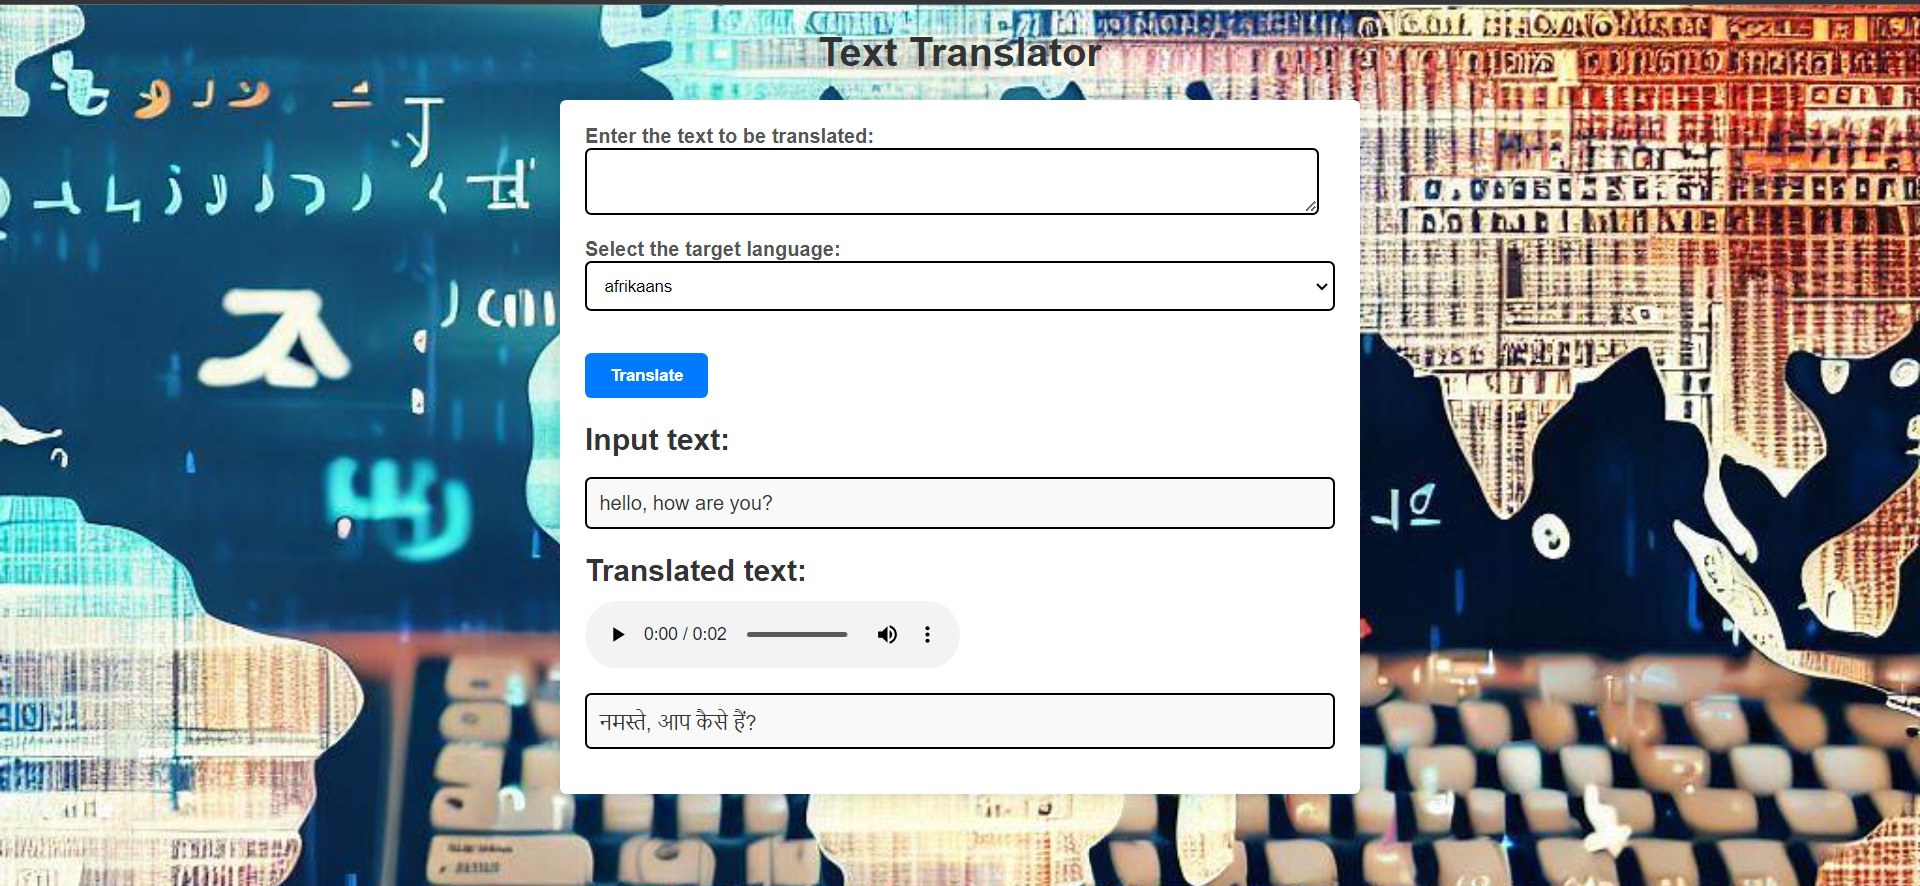 Text Translator
Enter the text to be translated:
Select the target language:
afrikaans
Translate
Input text:
hello, how are you?
Translated text:
0:00 / 0:02
नमस्ते, आप कैसे हैं?